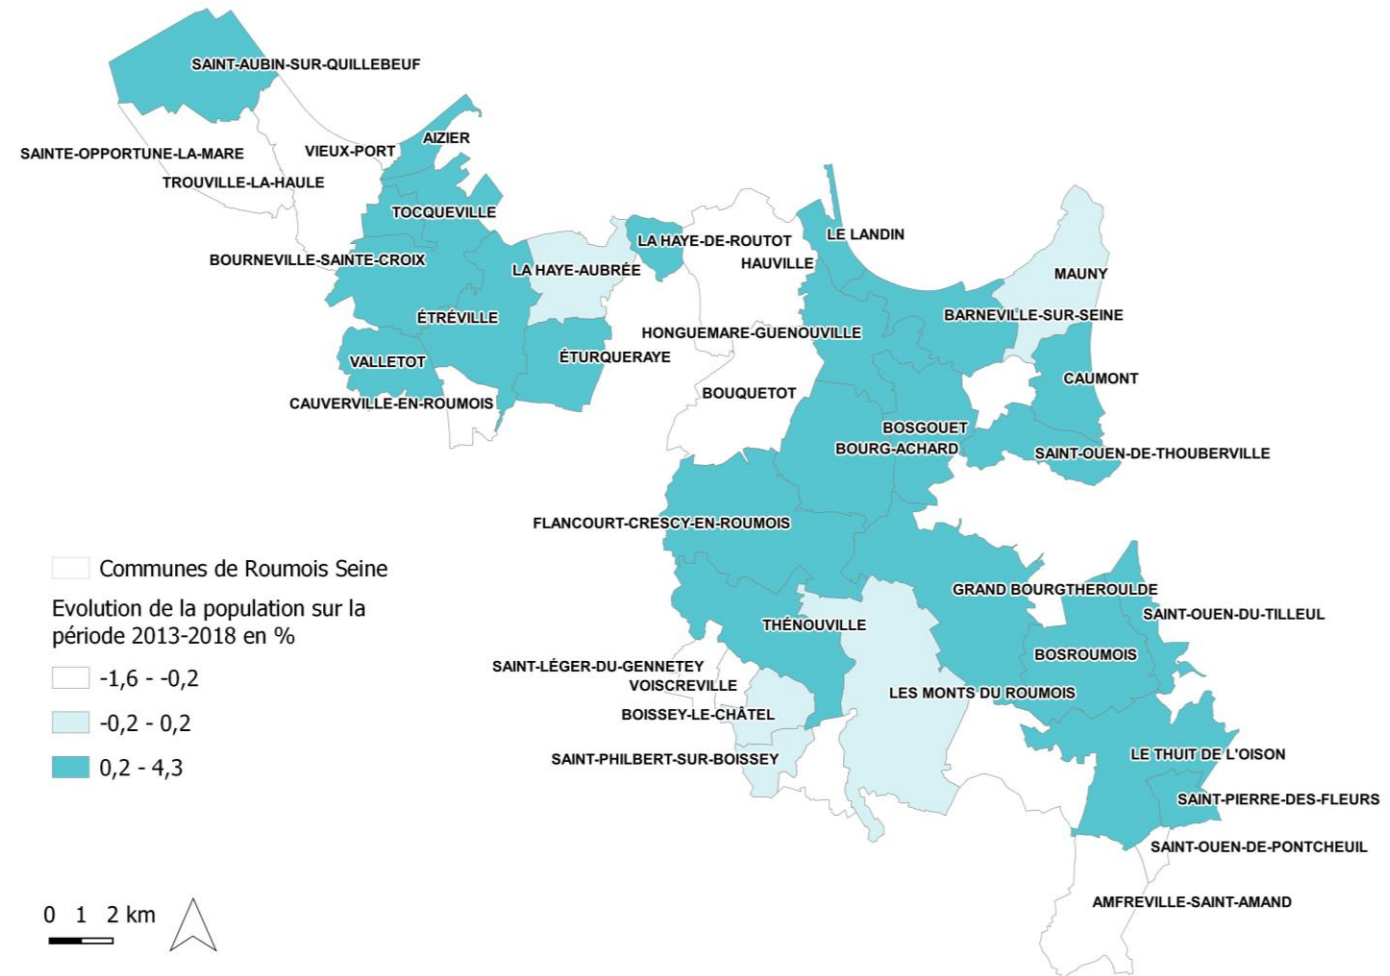 SAINT-AUBIN-SUR-QUILLEBEUF
AIZIER
SAINTE-OPPORTUNE-LA-MARE
VIEUX-PORT
TROUVILLE-LA-HAULE
TOCQUEVILLE
LE LANDIN
LA HAYE-DE-ROUTOT
BOURNEVILLE-SAINTE-CROIX
HAUVILLE
LA HAYE-AUBRÉE
MAUNY
BARNEVILLE-SUR-SEINE
ÉTRÉVILLE
HONGUEMARE-GUENOUVILLE
ÉTURQUERAYE
VALLETOT
CAUMONT
BOUQUETOT
CAUVERVILLE-EN-ROUMOIS
BOSGOUET
BOURG-ACHARD
SAINT-OUEN-DE-THOUBERVILLE
FLANCOURT-CRESCY-EN-ROUMOIS
GRAND BOURGTHEROULDE
SAINT-OUEN-DU-TILLEUL
THÉNOUVILLE
BOSROUMOIS
SAINT-LÉGER-DU-GENNETEY
VOISCREVILLE
LES MONTS DU ROUMOIS
BOISSEY-LE-CHÂTEL
SAINT-PHILBERT-SUR-BOISSEY
LE THUIT DE L'OISON
SAINT-PIERRE-DES-FLEURS
SAINT-OUEN-DE-PONTCHEUIL
AMFREVILLE-SAINT-AMAND
Communes de Roumois Seine
Evolution de la population sur la
période 2013-2018 en %
-1,6 - -0,2
-0,2 - 0,2
0,2 - 4,3
0 1 2 km